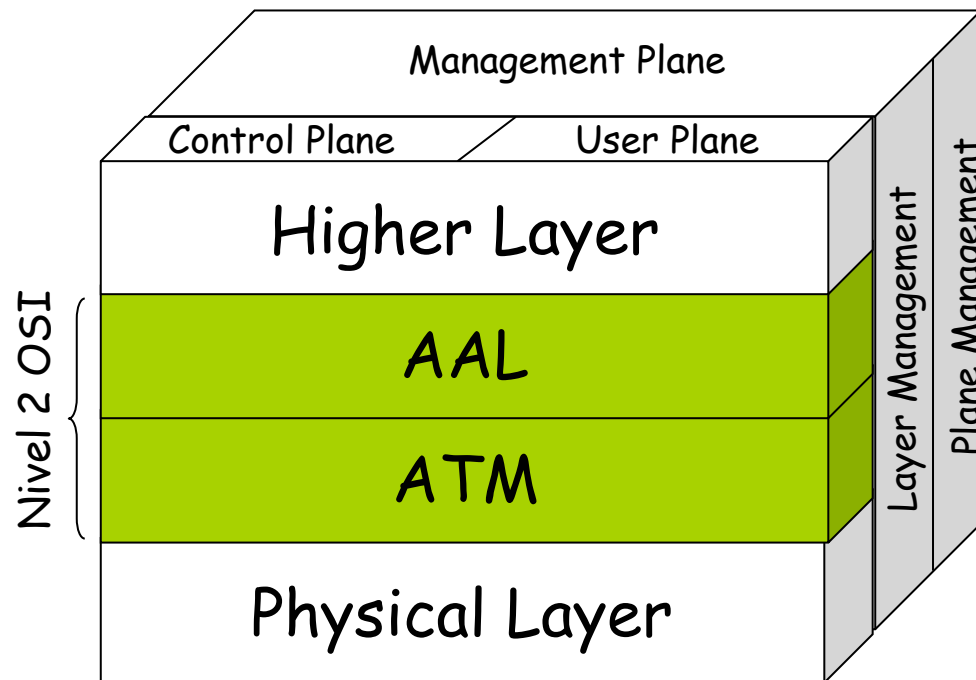 Management Plane
Control Plane
User Plane
Higher Layer
AAL
ATM
Physical Layer
Nivel 2 OSI
Layer Management
Plane Management